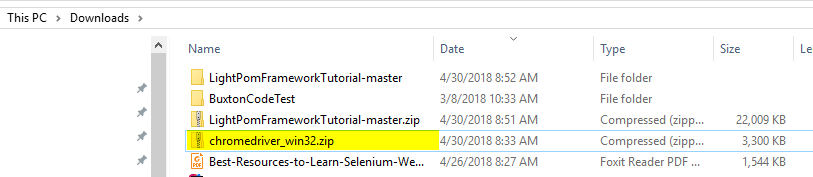 This PC > Downloads >
Name Date Type Size Le
LightPomFrameworkTutorial-master 4/30/2018 8:52 AM File folder
BuxtonCodeTest 3/8/2018 10:33 AM File folder
LightPomFrameworkTutorial-master.zip 4/30/2018 8:51 AM Compressed (zipp... 22,009 KB
chromedriver_win32.zip 4/30/2018 8:33 AM Compressed (zipp... 3,300 KB
Best-Resources-to-Learn-Selenium-We... 4/26/2018 8:27 AM Foxit Reader PDF ... 1,544 KB